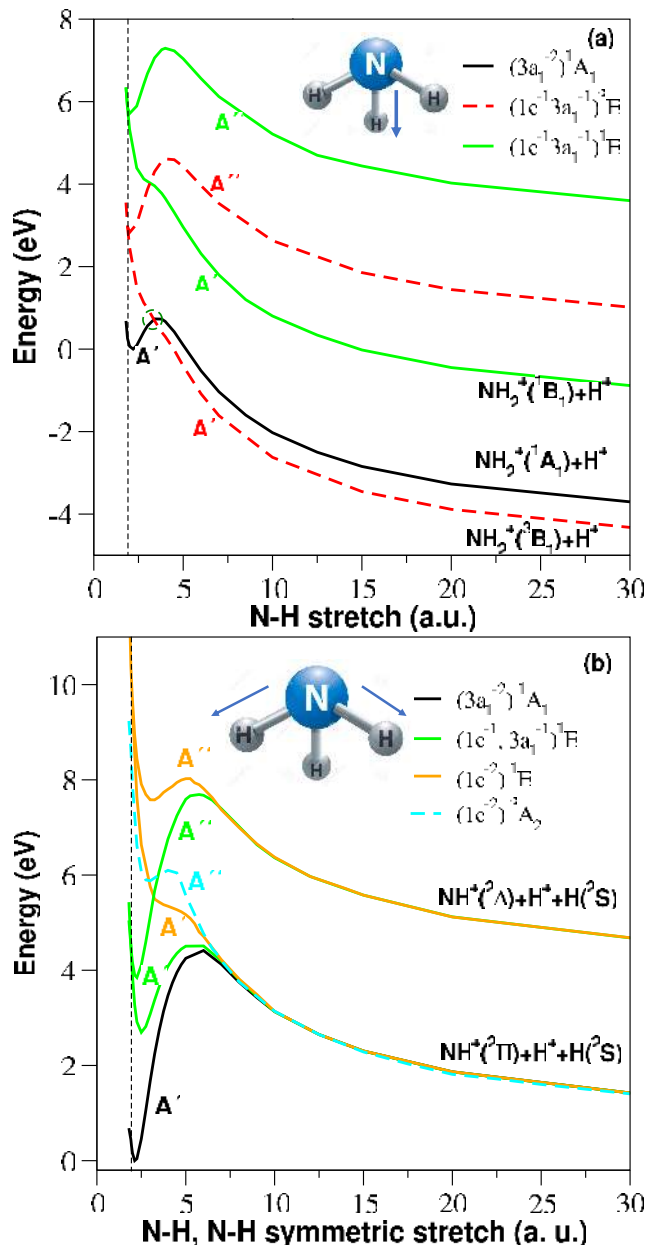 8
6
4
2
0
-2
-4
Energy (eV)
(a)
N
H
H
H
(3a₁⁻²) ¹A₁
(1e⁻¹3a₁⁻¹) ³E
(1e⁻¹3a₁⁻¹) ¹E
A″
A″
A′
A′
A′
NH₂⁺(¹B₁)+H⁺
NH₂⁺(¹A₁)+H⁺
NH₂⁺(³B₁)+H⁺
0 5 10 15 20 25 30
N-H stretch (a.u.)
10
8
6
4
2
0
Energy (eV)
(b)
N
H
H
H
(3a₁⁻²) ¹A₁
(1e⁻¹, 3a₁⁻¹) ¹E
(1e⁻²) ¹E
(1e⁻²) ³A₂
A″
A″
A″
A′
A′
A′
NH⁺(²Δ)+H⁺+H(²S)
NH⁺(²Π)+H⁺+H(²S)
0 5 10 15 20 25 30
N-H, N-H symmetric stretch (a. u.)